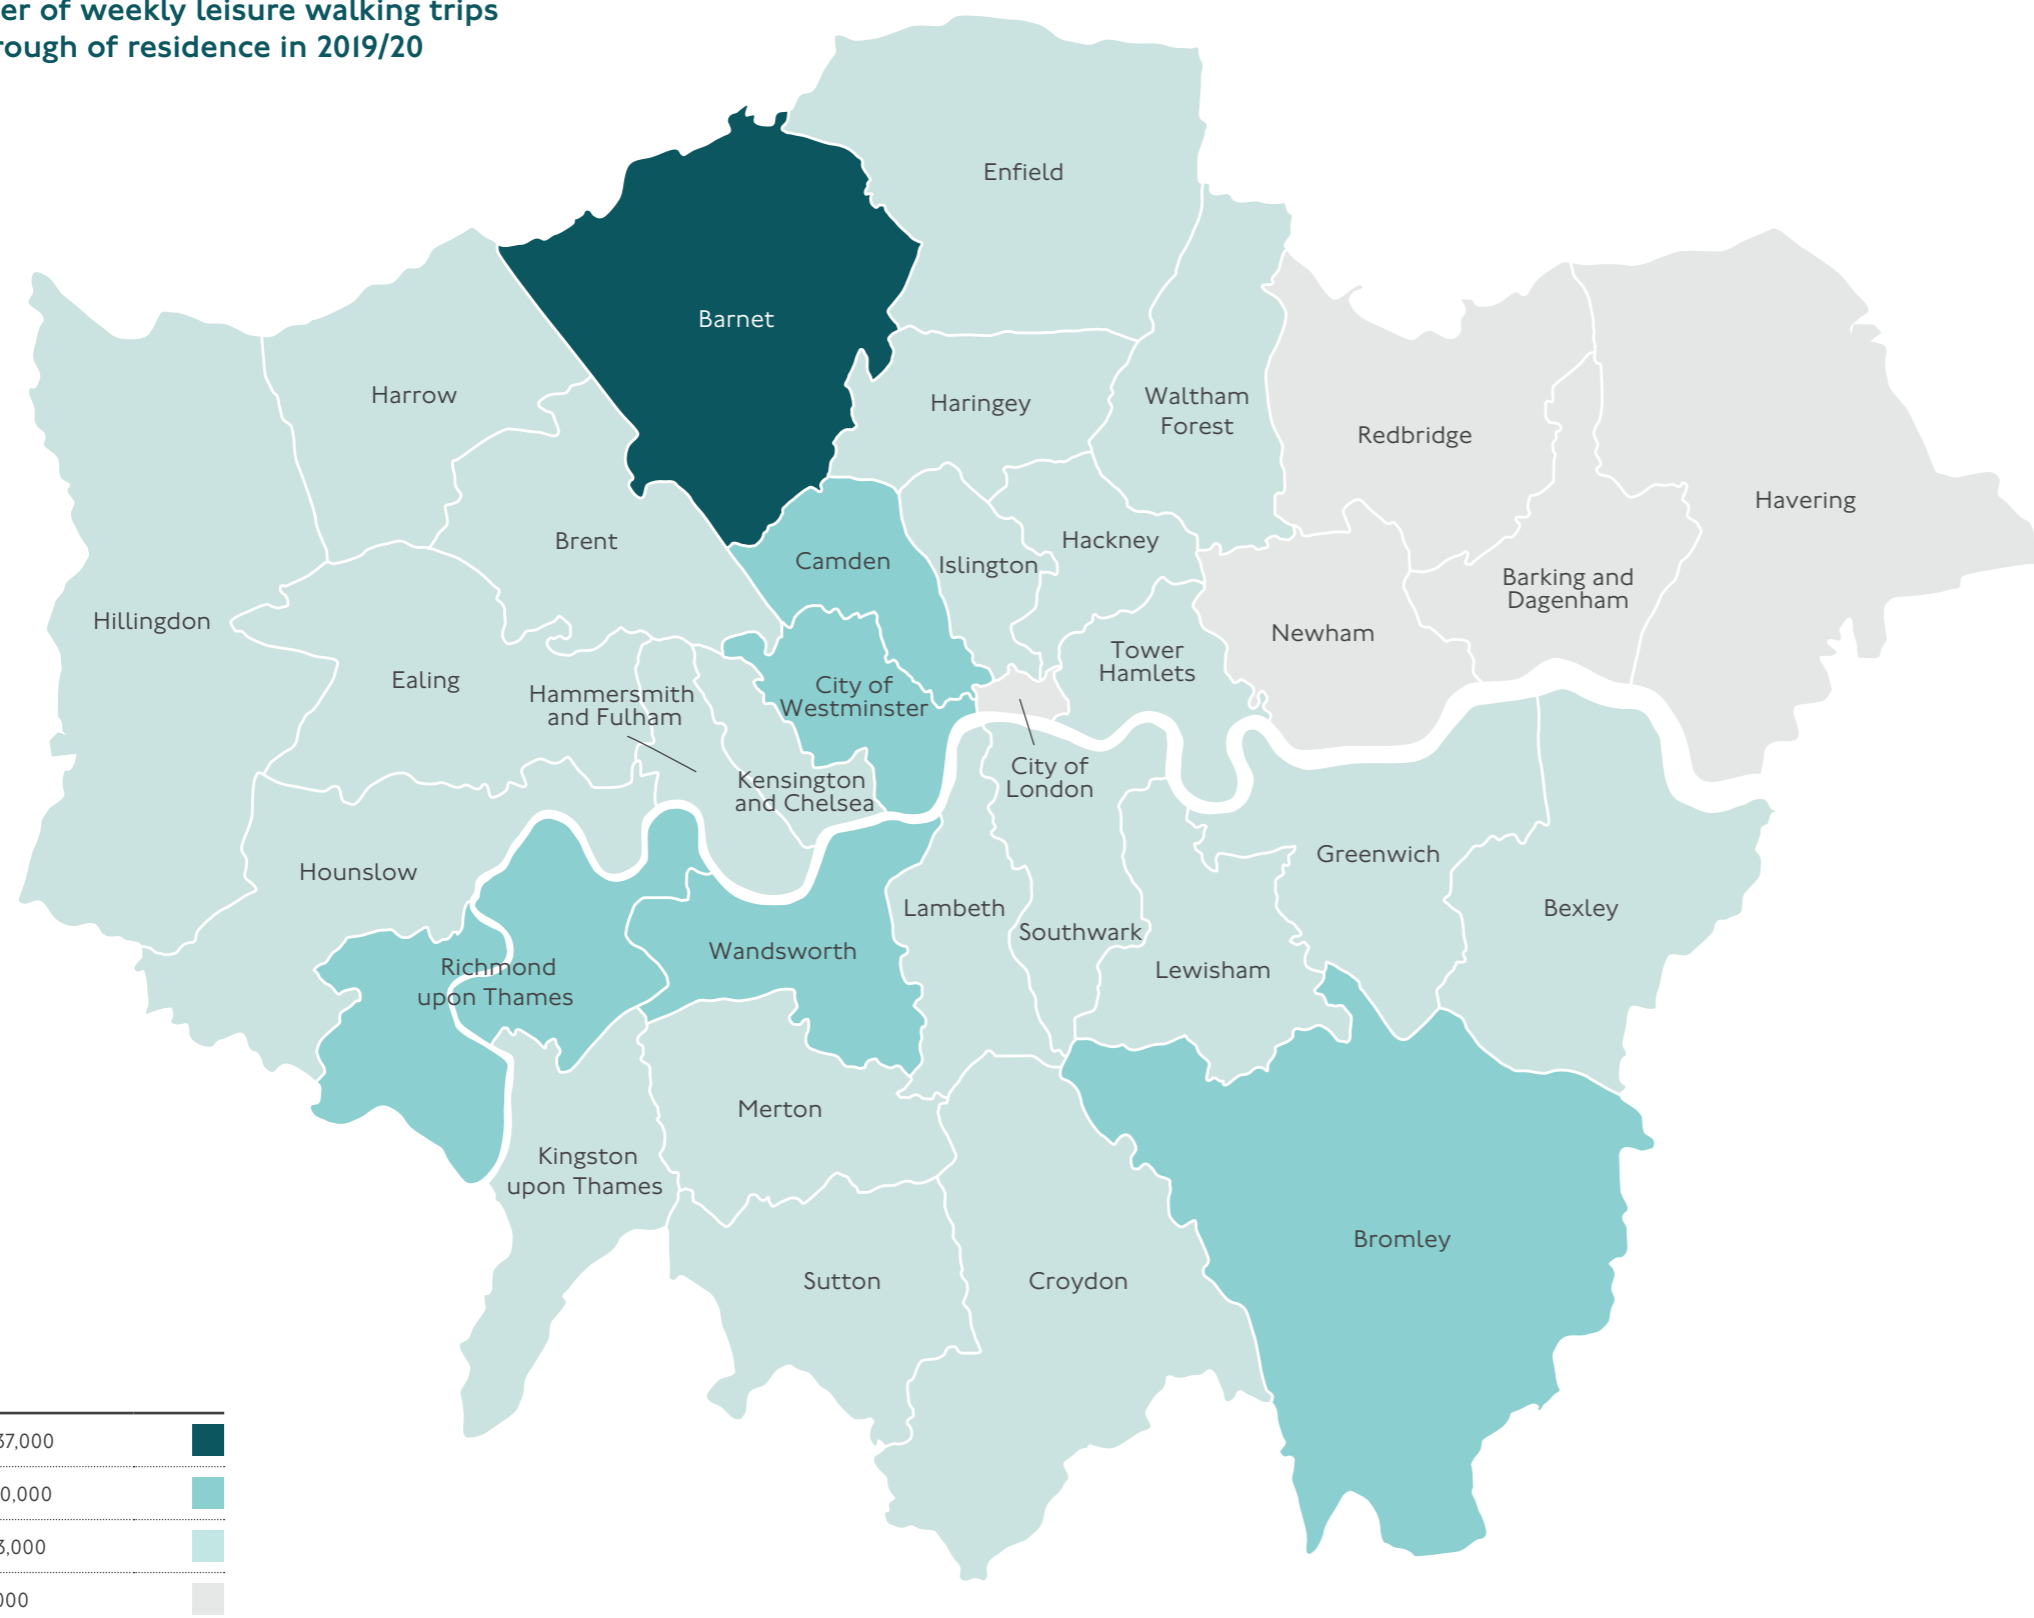 er of weekly leisure walking trips
rough of residence in 2019/20
Enfield
Barnet
Harrow
Haringey
Waltham
Forest
Redbridge
Havering
Brent
Camden
Islington
Hackney
Barking and
Dagenham
Hillingdon
Newham
Ealing
Tower
Hamlets
Hammersmith
and Fulham
City of
Westminster
Kensington
and Chelsea
City of
London
Hounslow
Greenwich
Lambeth
Bexley
Southwark
Wandsworth
Richmond
upon Thames
Lewisham
Merton
Kingston
upon Thames
Bromley
Sutton
Croydon
37,000
0,000
3,000
000